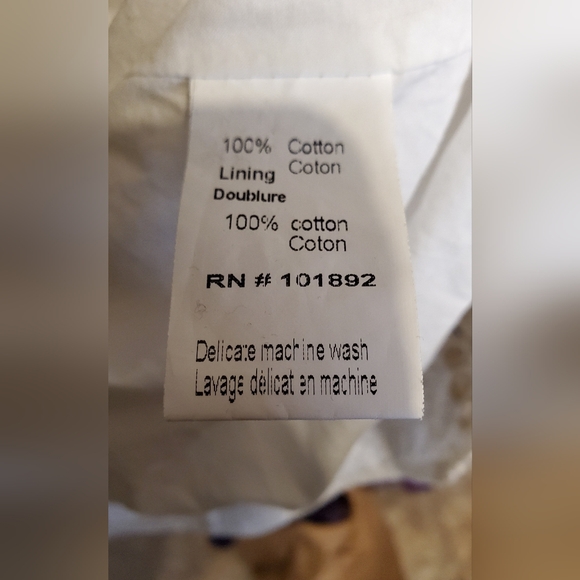 100% Cotton
Coton
Lining
Doublure
100% cotton
Coton
RN # 101892
Delicate machine wash
Lavage délicat en machine